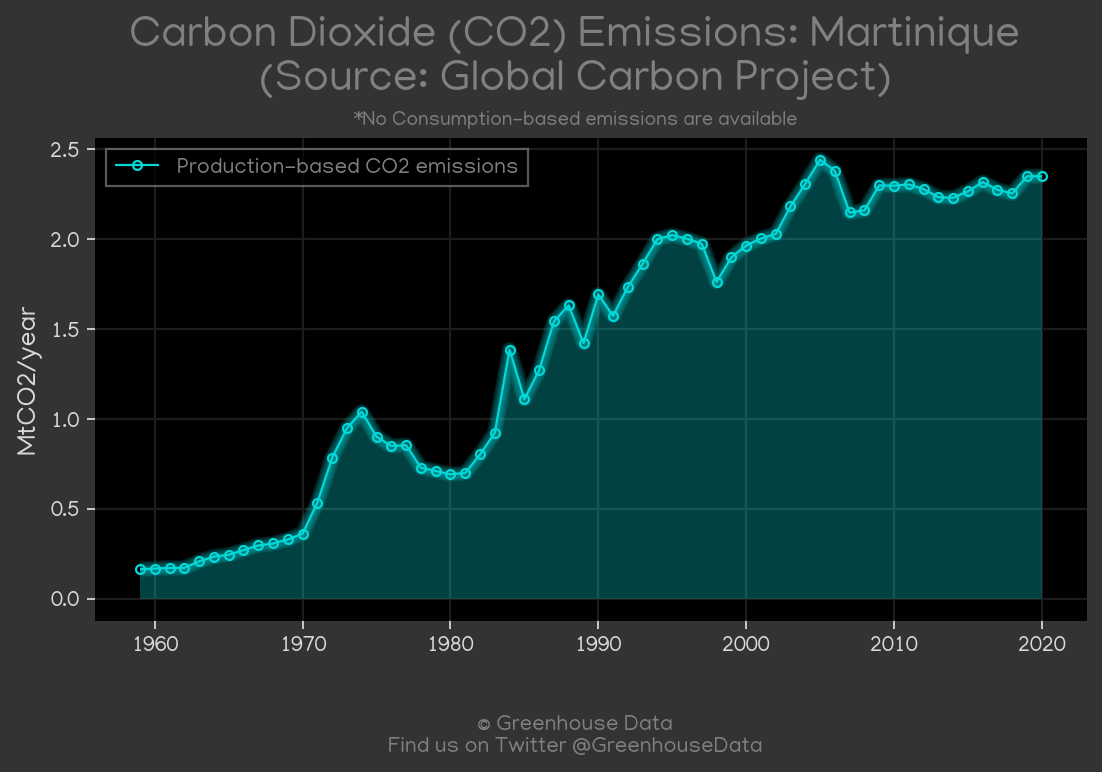 Carbon Dioxide (CO2) Emissions: Martinique
(Source: Global Carbon Project)
*No Consumption-based emissions are available
Production-based CO2 emissions
MtCO2/year
2.5
2.0
1.5
1.0
0.5
0.0
1960 1970 1980 1990 2000 2010 2020
© Greenhouse Data
Find us on Twitter @GreenhouseData